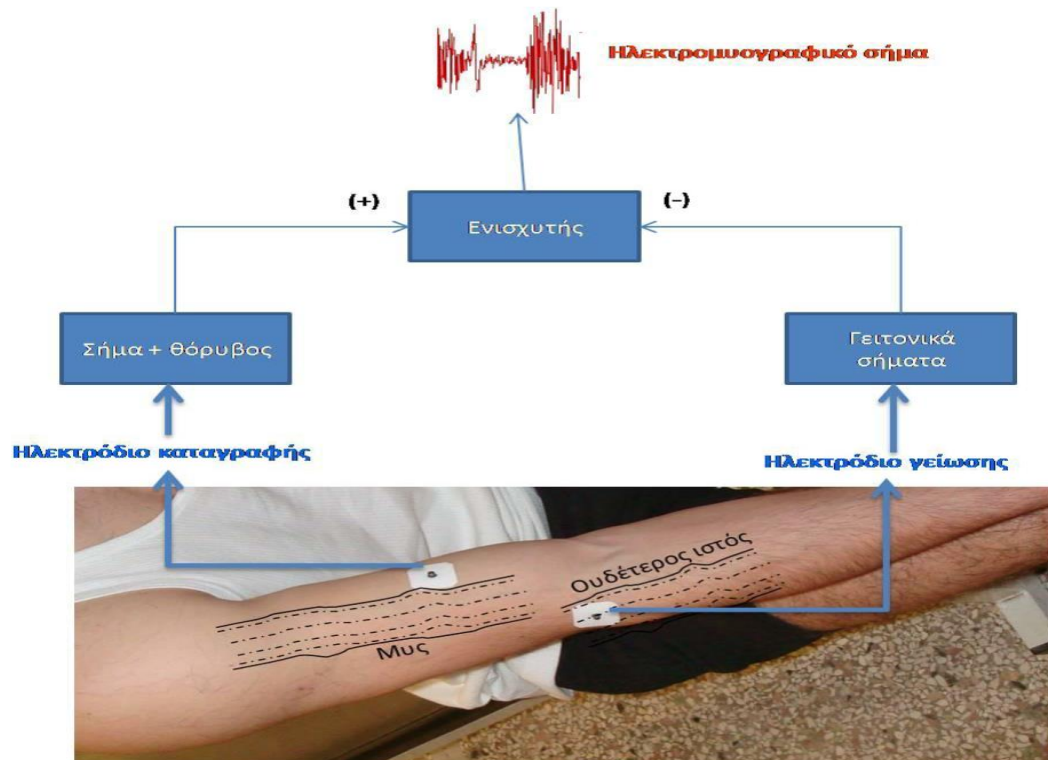 Ηλεκτρομυογραφικό σήμα
(+)
(-)
Ενισχυτής
Σήμα + θόρυβος
Γειτονικά
σήματα
Ηλεκτρόδιο καταγραφής
Ηλεκτρόδιο γείωσης
Ουδέτερος ιστός
Μυς